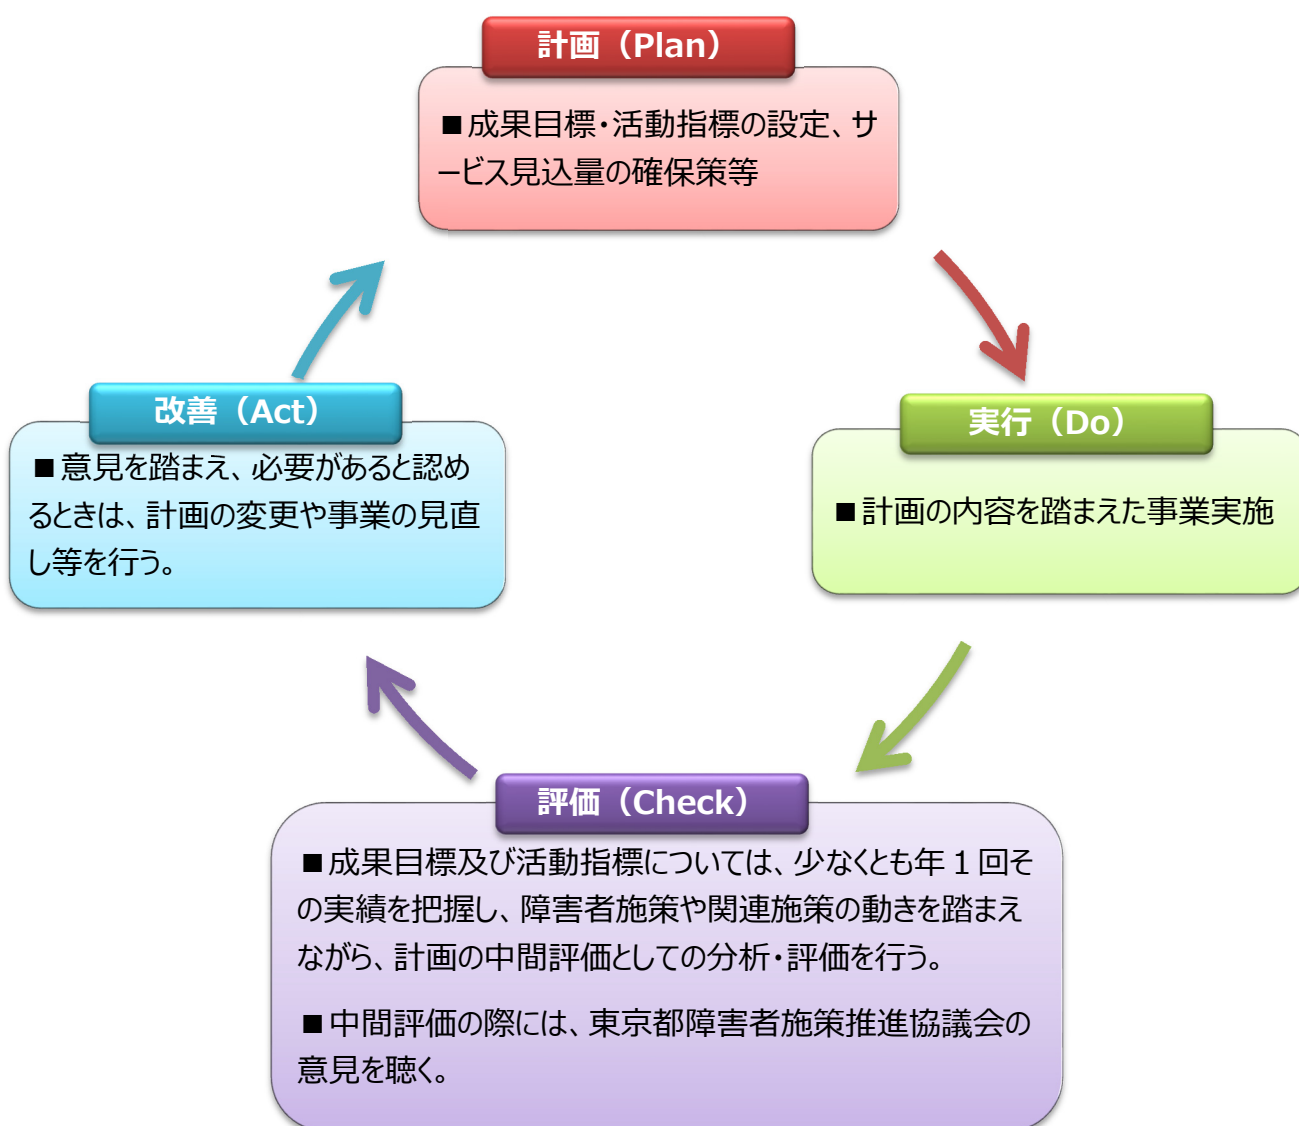 計画（Plan）
■成果目標・活動指標の設定、サ
ービス見込量の確保策等
改善（Act）
■意見を踏まえ、必要があると認め
るときは、計画の変更や事業の見直
し等を行う。
実行（Do）
■計画の内容を踏まえた事業実施
評価（Check）
■成果目標及び活動指標については、少なくとも年１回そ
の実績を把握し、障害者施策や関連施策の動きを踏まえ
ながら、計画の中間評価としての分析・評価を行う。
■中間評価の際には、東京都障害者施策推進協議会の
意見を聴く。